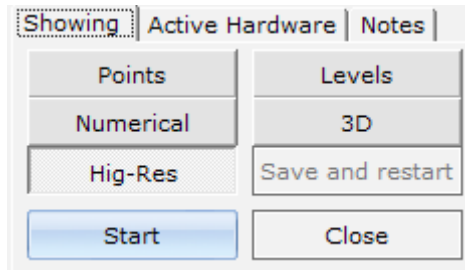 Showing Active Hardware Notes
Points Levels
Numerical 3D
Hig-Res Save and restart
Start Close